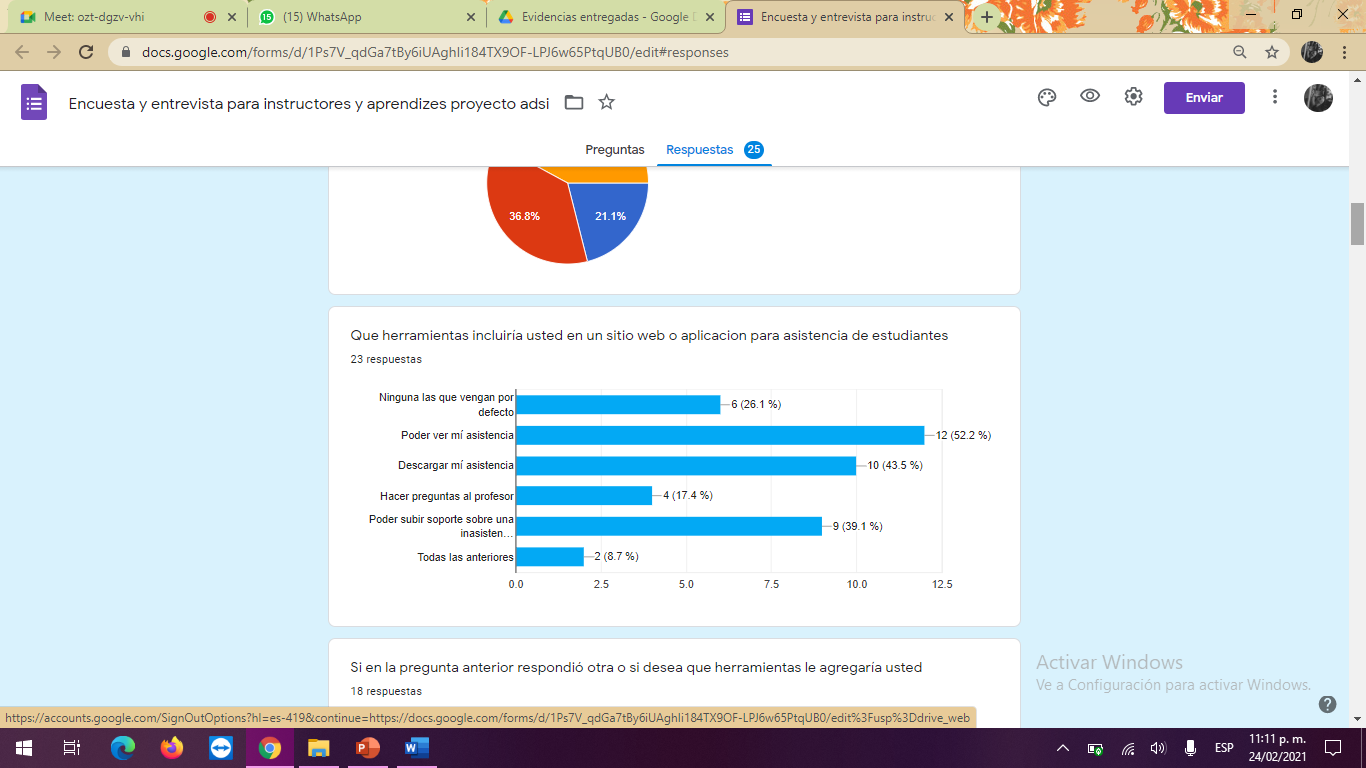 Meet: ozt-dgzv-vhi
15
(15) WhatsApp
Evidencias entregadas - Google D
Encuesta y entrevista para instruc
docs.google.com/forms/d/1Ps7V_qdGa7tBy6iUAghIi184TX9OF-LPJ6w65PtqUB0/edit#responses
Encuesta y entrevista para instructores y aprendizes proyecto adsi
Enviar
Preguntas
Respuestas 25
36.8%
21.1%
Que herramientas incluiría usted en un sitio web o aplicacion para asistencia de estudiantes
23 respuestas
Ninguna las que vengan por
defecto
6 (26.1 %)
Poder ver mí asistencia
12 (52.2 %)
Descargar mí asistencia
10 (43.5 %)
Hacer preguntas al profesor
4 (17.4 %)
Poder subir soporte sobre una
inasisten…
9 (39.1 %)
Todas las anteriores
2 (8.7 %)
0.0 2.5 5.0 7.5 10.0 12.5
Si en la pregunta anterior respondió otra o si desea que herramientas le agregaría usted
18 respuestas
Activar Windows
Ve a Configuración para activar Windows.
https://accounts.google.com/SignOutOptions?hl=es-419&continue=https://docs.google.com/forms/d/1Ps7V_qdGa7tBy6iUAghIi184TX9OF-LPJ6w65PtqUB0/edit%3Fusp%3Ddrive_web
ESP
11:11 p. m.
24/02/2021